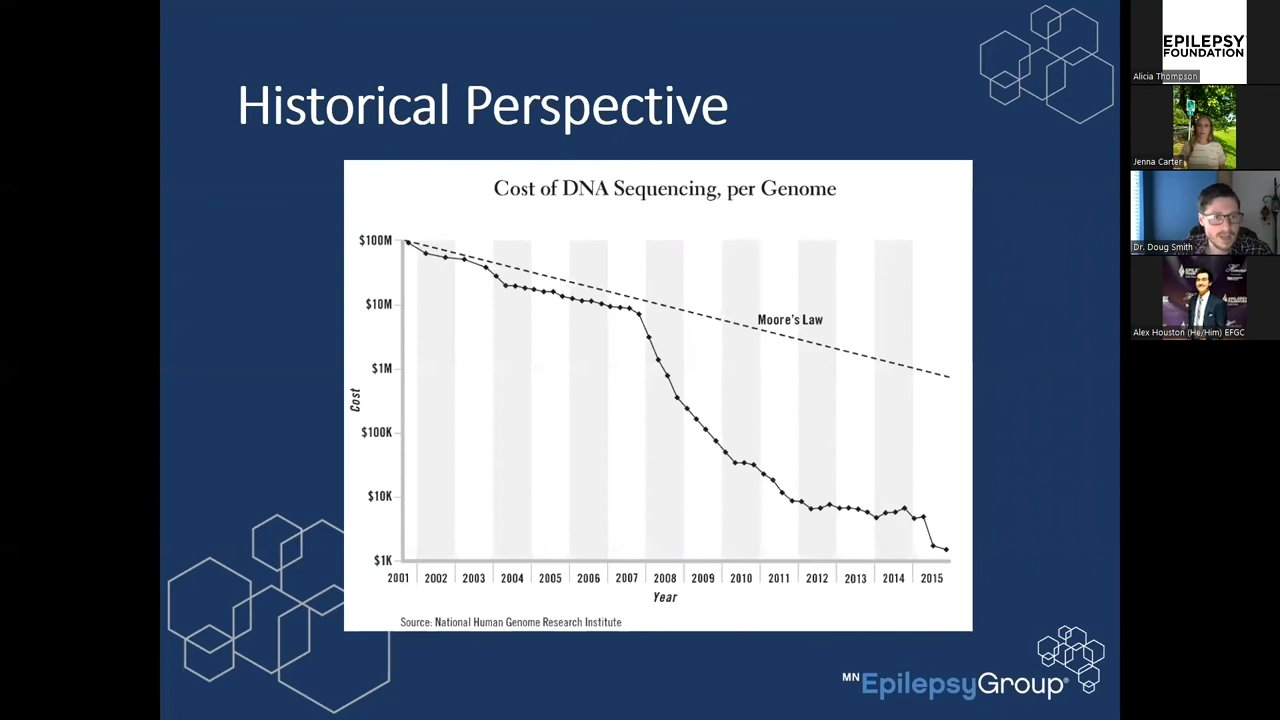 Historical Perspective
Cost of DNA Sequencing, per Genome
$100M
$10M
$1M
$100K
$10K
$1K
Cost
Moore's Law
2001 2002 2003 2004 2005 2006 2007 2008 2009 2010 2011 2012 2013 2014 2015
Year
Source: National Human Genome Research Institute
MN EpilepsyGroup®
EPILEPSY
FOUNDATION
Alicia Thompson
Jenna Carter
Dr. Doug Smith
Alex Houston (He/Him) EFGC